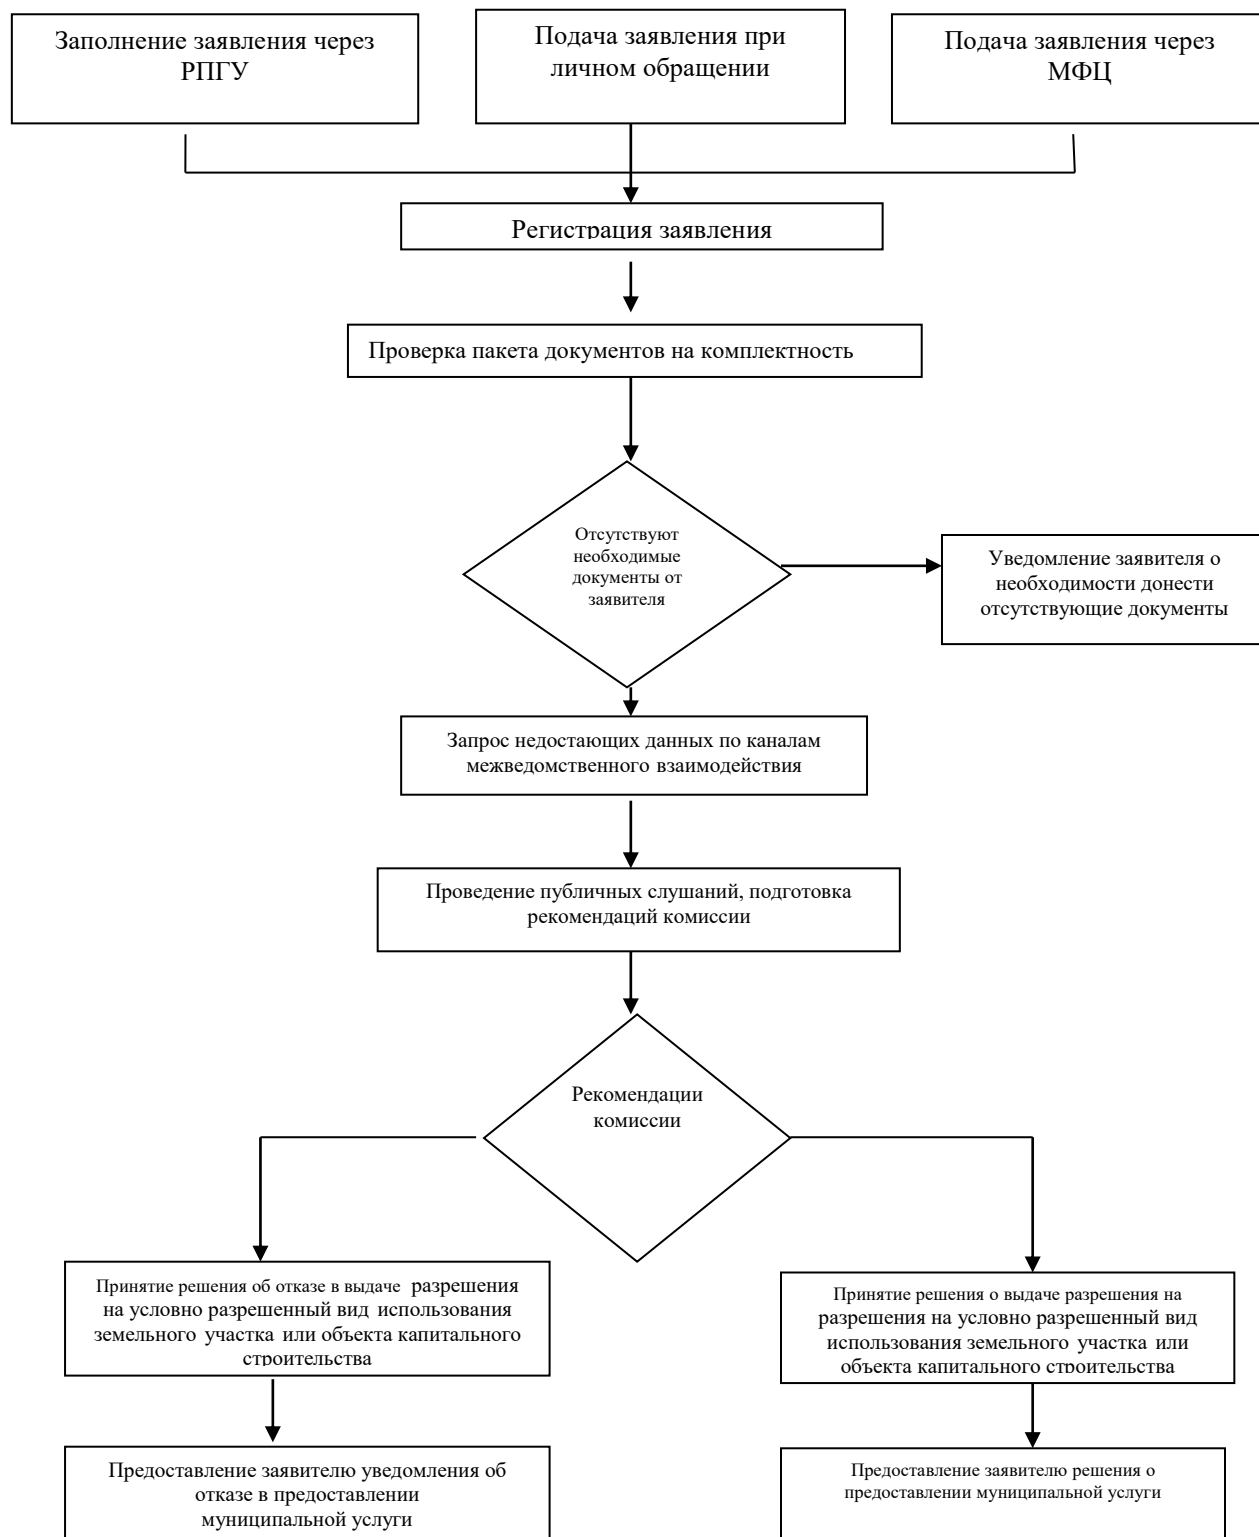 Заполнение заявления через
РПГУ
Подача заявления при
личном обращении
Подача заявления через
МФЦ
Регистрация заявления
Проверка пакета документов на комплектность
Отсутствуют
необходимые
документы от
заявителя
Уведомление заявителя о
необходимости донести
отсутствующие документы
Запрос недостающих данных по каналам
межведомственного взаимодействия
Проведение публичных слушаний, подготовка
рекомендаций комиссии
Рекомендации
комиссии
Принятие решения об отказе в выдаче разрешения
на условно разрешенный вид использования
земельного участка или объекта капитального
строительства
Принятие решения о выдаче разрешения на
разрешения на условно разрешенный вид
использования земельного участка или
объекта капитального строительства
Предоставление заявителю уведомления об
отказе в предоставлении
муниципальной услуги
Предоставление заявителю решения о
предоставлении муниципальной услуги